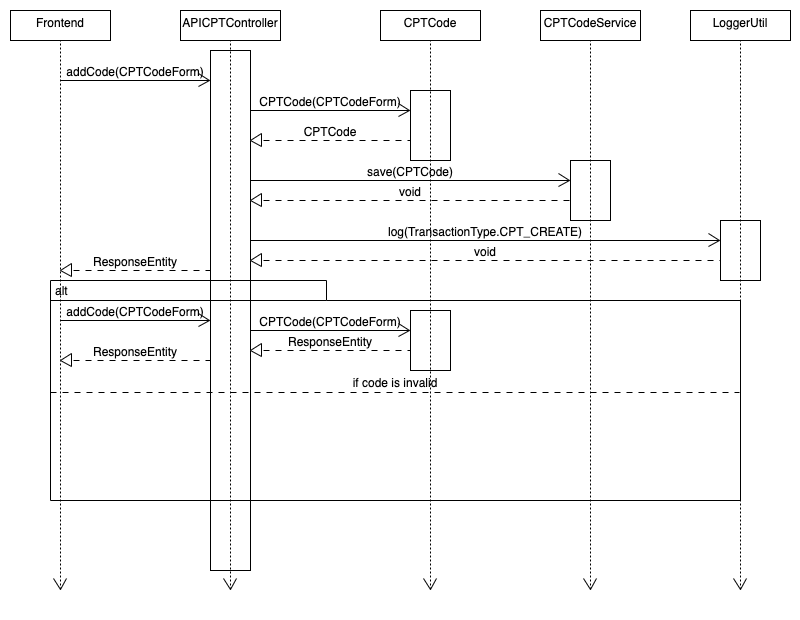 Frontend
APICPTController
CPTCode
CPTCodeService
LoggerUtil
addCode(CPTCodeForm)
CPTCode(CPTCodeForm)
CPTCode
save(CPTCode)
void
log(TransactionType.CPT_CREATE)
void
ResponseEntity
alt
addCode(CPTCodeForm)
CPTCode(CPTCodeForm)
ResponseEntity
ResponseEntity
if code is invalid